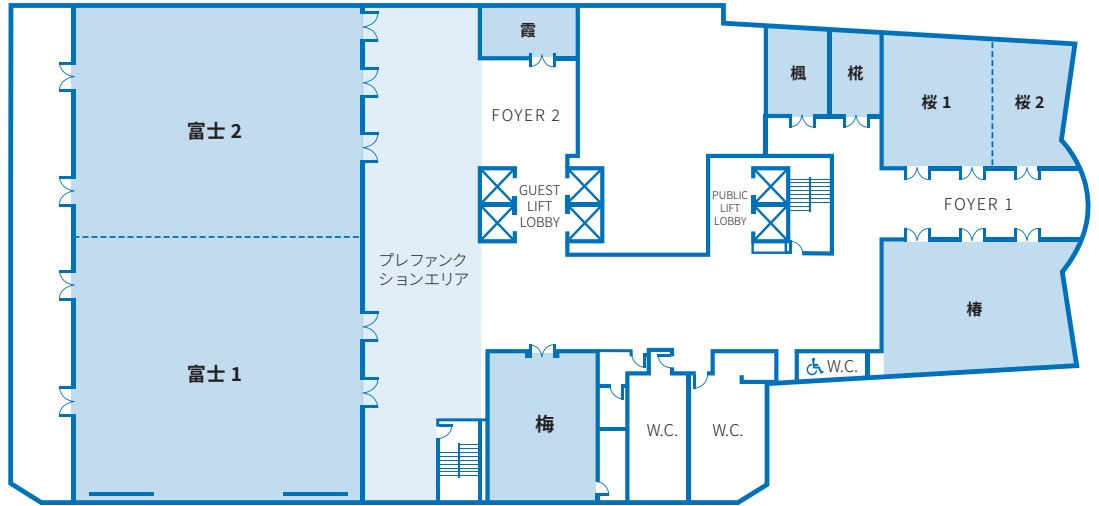 霞
楓
椛
桜 1
桜 2
富士 2
FOYER 2
GUEST
LIFT
LOBBY
PUBLIC
LIFT
LOBBY
FOYER 1
プレファンク
ションエリア
椿
富士 1
W.C.
梅
W.C.
W.C.